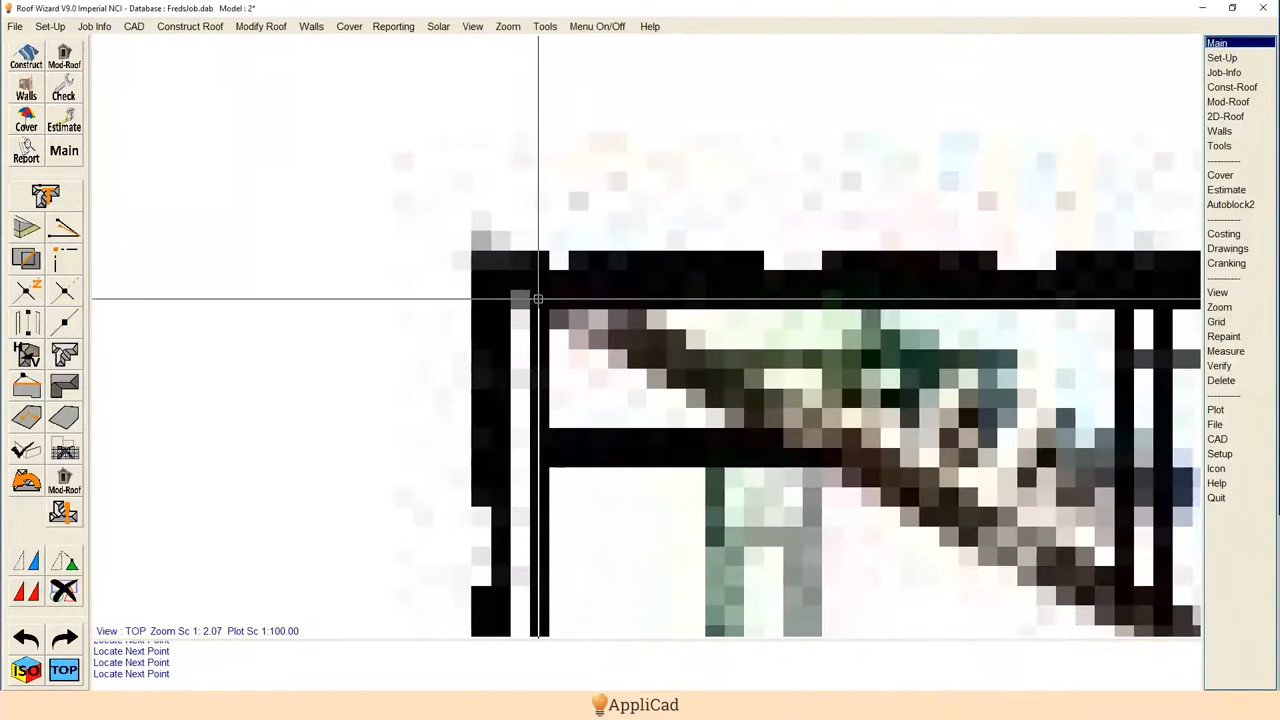 Roof Wizard V9.0 Imperial NCI - Database : FredsJob.dab  Model : 2*
File Set-Up Job Info CAD Construct Roof Modify Roof Walls Cover Reporting Solar View Zoom Tools Menu On/Off Help
Construct Mod-Roof
Walls Check
Cover Estimate
Report Main
Mod-Roof
ISO TOP
View : TOP  Zoom Sc 1: 2.07  Plot Sc 1:100.00
Locate Next Point
Locate Next Point
Locate Next Point
Locate Next Point
Main
Set-Up
Job-Info
Const-Roof
Mod-Roof
2D-Roof
Walls
Tools
----------
Cover
Estimate
Autoblock2
----------
Costing
Drawings
Cranking
----------
View
Zoom
Grid
Repaint
Measure
Verify
Delete
----------
Plot
File
CAD
Setup
Icon
Help
Quit
AppliCad